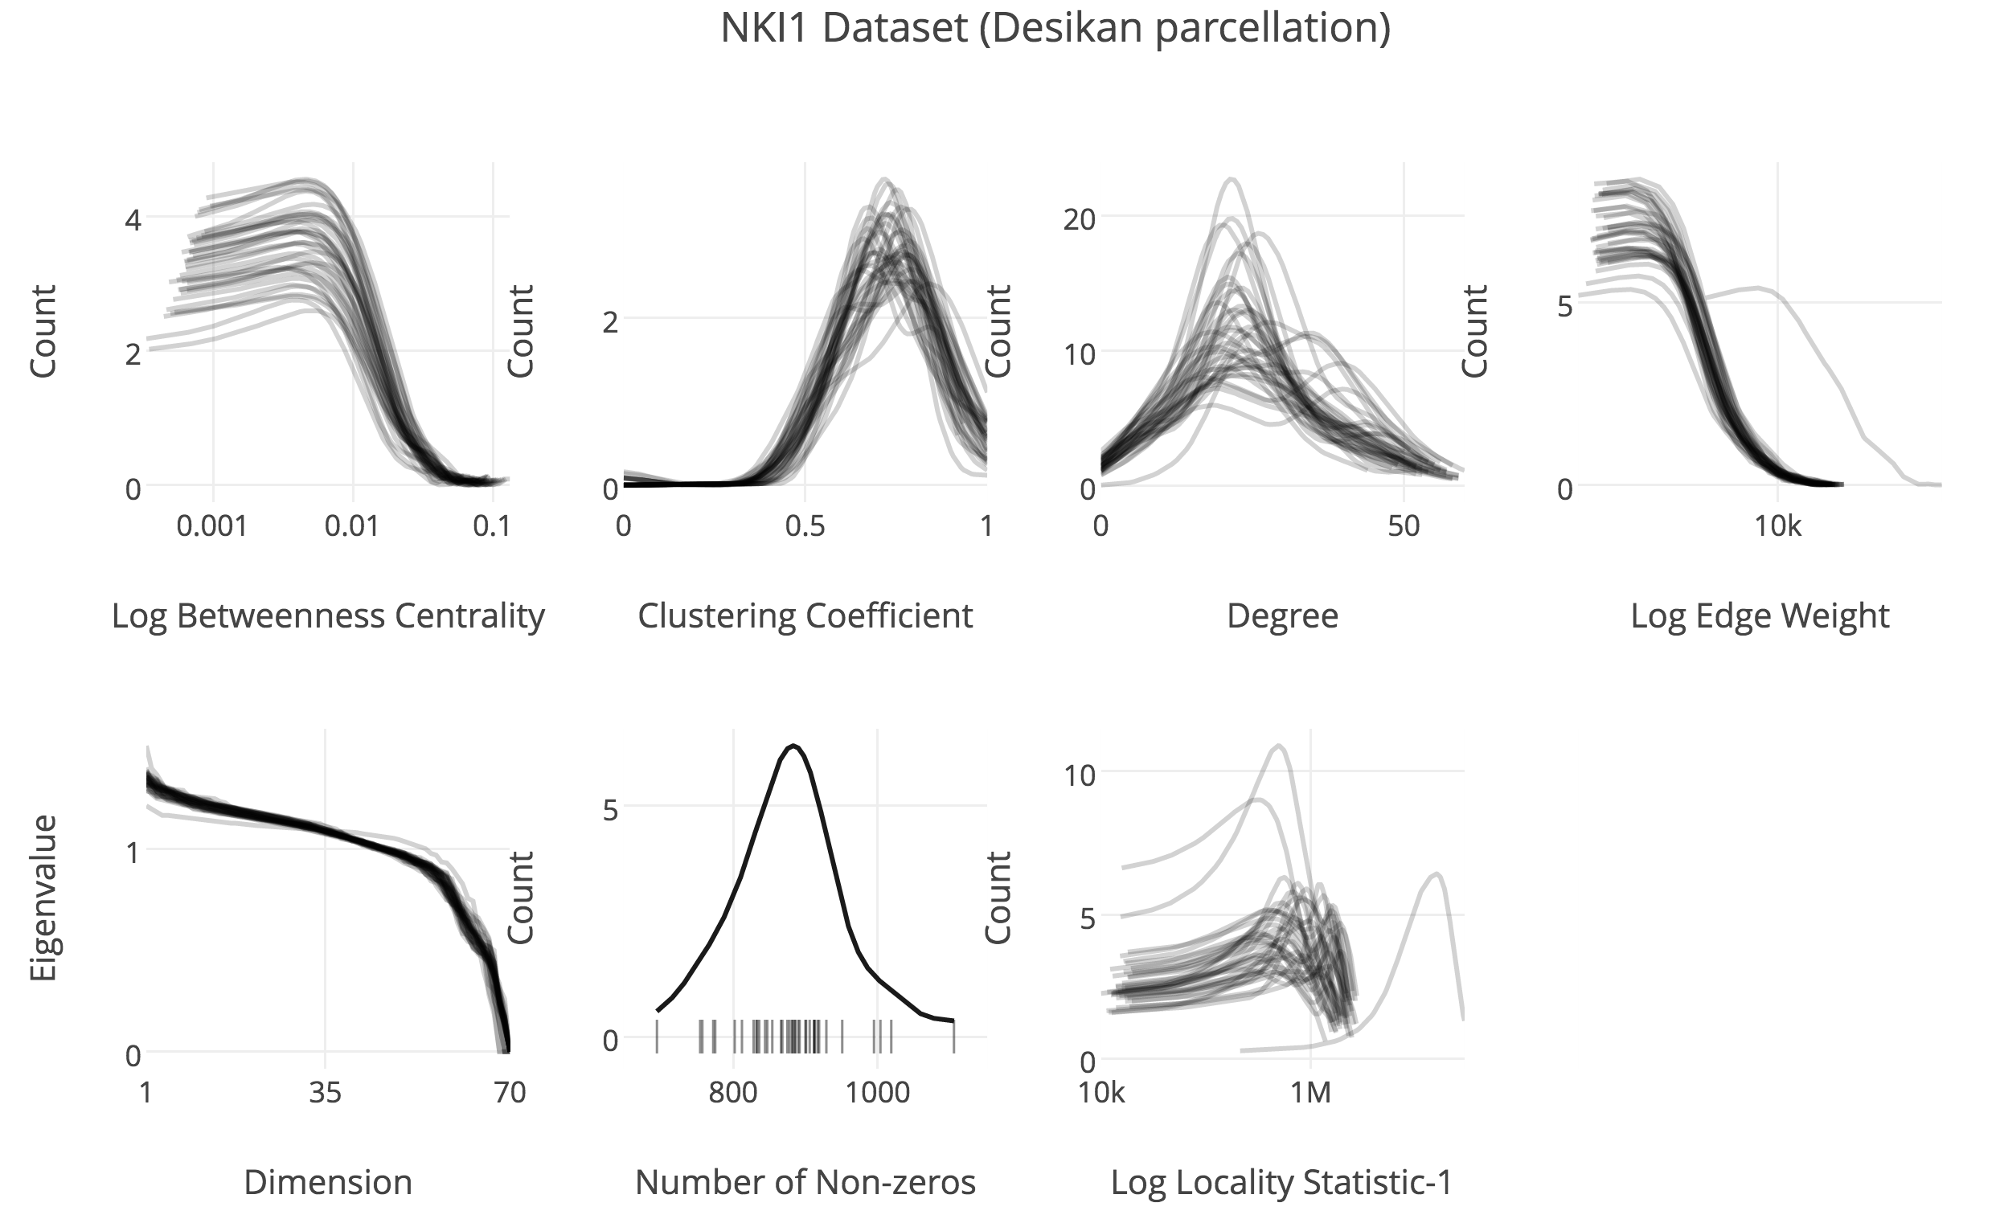 NKI1 Dataset (Desikan parcellation)
Count
4
2
0
0.001 0.01 0.1
Log Betweenness Centrality
Count
2
0
0 0.5 1
Clustering Coefficient
Count
20
10
0
0 50
Degree
Count
5
0
10k
Log Edge Weight
Eigenvalue
1
0
1 35 70
Dimension
Count
5
0
800 1000
Number of Non-zeros
Count
10
5
0
10k 1M
Log Locality Statistic-1